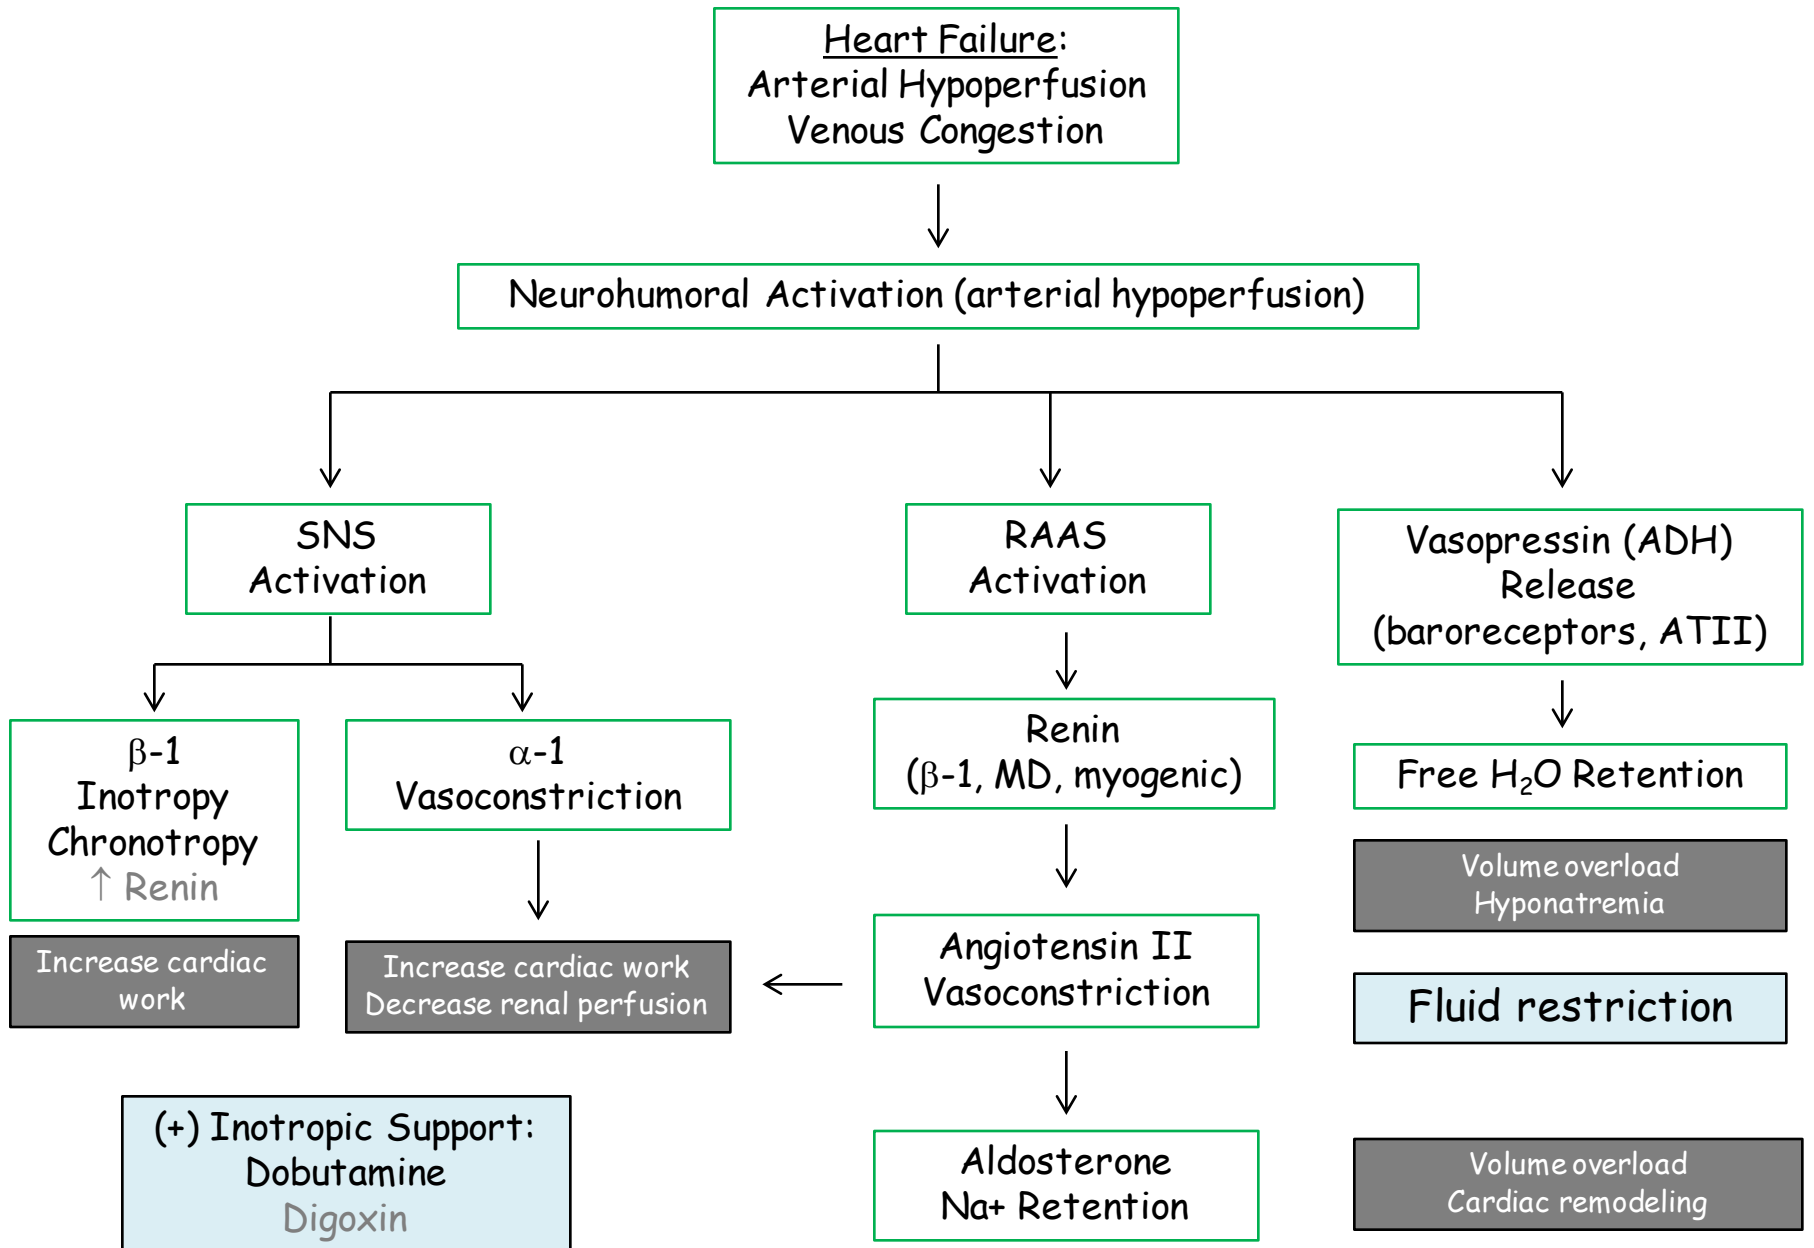 Heart Failure:
Arterial Hypoperfusion
Venous Congestion
Neurohumoral Activation (arterial hypoperfusion)
SNS
Activation
RAAS
Activation
Vasopressin (ADH)
Release
(baroreceptors, ATII)
β-1
Inotropy
Chronotropy
↑ Renin
α-1
Vasoconstriction
Renin
(β-1, MD, myogenic)
Free H₂O Retention
Volume overload
Hyponatremia
Increase cardiac
work
Increase cardiac work
Decrease renal perfusion
Angiotensin II
Vasoconstriction
Fluid restriction
(+) Inotropic Support:
Dobutamine
Digoxin
Aldosterone
Na+ Retention
Volume overload
Cardiac remodeling